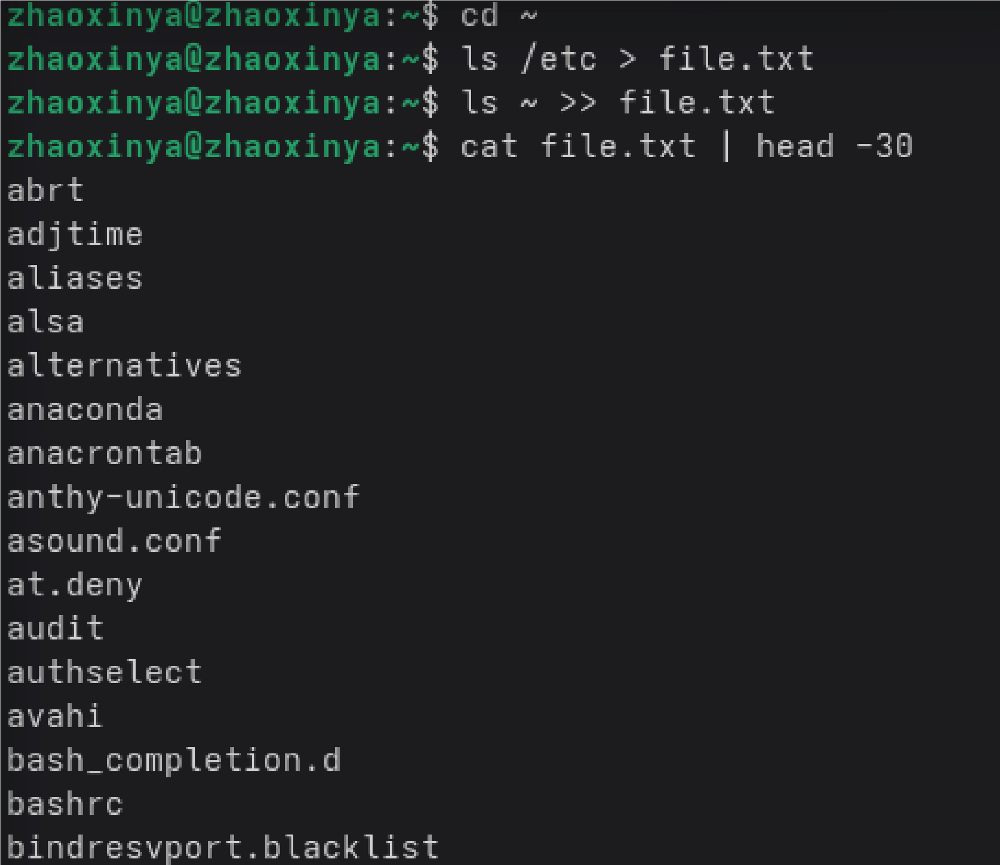 zhaoxinya@zhaoxinya:~$ cd ~
zhaoxinya@zhaoxinya:~$ ls /etc > file.txt
zhaoxinya@zhaoxinya:~$ ls ~ >> file.txt
zhaoxinya@zhaoxinya:~$ cat file.txt | head -30
abrt
adjtime
aliases
alsa
alternatives
anaconda
anacrontab
anthy-unicode.conf
asound.conf
at.deny
audit
authselect
avahi
bash_completion.d
bashrc
bindresvport.blacklist